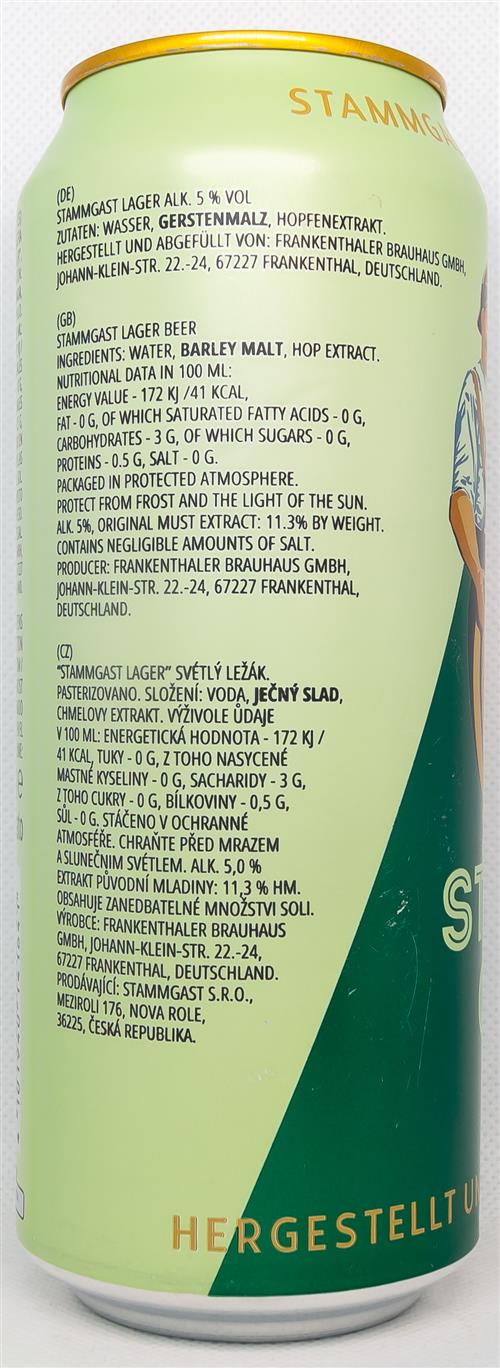 STAMMGA
(DE)
STAMMGAST LAGER ALK. 5 % VOL
ZUTATEN: WASSER, GERSTENMALZ, HOPFENEXTRAKT.
HERGESTELLT UND ABGEFÜLLT VON: FRANKENTHALER BRAUHAUS GMBH,
JOHANN-KLEIN-STR. 22.-24, 67227 FRANKENTHAL, DEUTSCHLAND.
(GB)
STAMMGAST LAGER BEER
INGREDIENTS: WATER, BARLEY MALT, HOP EXTRACT.
NUTRITIONAL DATA IN 100 ML:
ENERGY VALUE - 172 KJ /41 KCAL,
FAT - 0 G, OF WHICH SATURATED FATTY ACIDS - 0 G,
CARBOHYDRATES - 3 G, OF WHICH SUGARS - 0 G,
PROTEINS - 0.5 G, SALT - 0 G.
PACKAGED IN PROTECTED ATMOSPHERE.
PROTECT FROM FROST AND THE LIGHT OF THE SUN.
ALK. 5%, ORIGINAL MUST EXTRACT: 11.3% BY WEIGHT.
CONTAINS NEGLIGIBLE AMOUNTS OF SALT.
PRODUCER: FRANKENTHALER BRAUHAUS GMBH,
JOHANN-KLEIN-STR. 22.-24, 67227 FRANKENTHAL,
DEUTSCHLAND.
(CZ)
"STAMMGAST LAGER" SVĚTLÝ LEŽÁK.
PASTERIZOVANO. SLOŽENÍ: VODA, JEČNÝ SLAD,
CHMELOVY EXTRAKT. VÝŽIVOLE ŮDAJE
V 100 ML: ENERGETICKÁ HODNOTA - 172 KJ /
41 KCAL, TUKY - 0 G, Z TOHO NASYCENÉ
MASTNÉ KYSELINY - 0 G, SACHARIDY - 3 G,
Z TOHO CUKRY - 0 G, BÍLKOVINY - 0,5 G,
SŮL - 0 G. STÁČENO V OCHRANNÉ
ATMOSFÉŘE. CHRAŇTE PŘED MRAZEM
A SLUNEČNIM SVĚTLEM. ALK. 5,0 %
EXTRAKT PŮVODNÍ MLADINY: 11,3 % HM.
OBSAHUJE ZANEDBATELNÉ MNOŽSTVI SOLI.
VÝROBCE: FRANKENTHALER BRAUHAUS
GMBH, JOHANN-KLEIN-STR. 22.-24,
67227 FRANKENTHAL, DEUTSCHLAND.
PRODÁVAJÍCÍ: STAMMGAST S.R.O.,
MEZIROLI 176, NOVA ROLE,
36225, ČESKÁ REPUBLIKA.
ST
HERGESTELLT UN